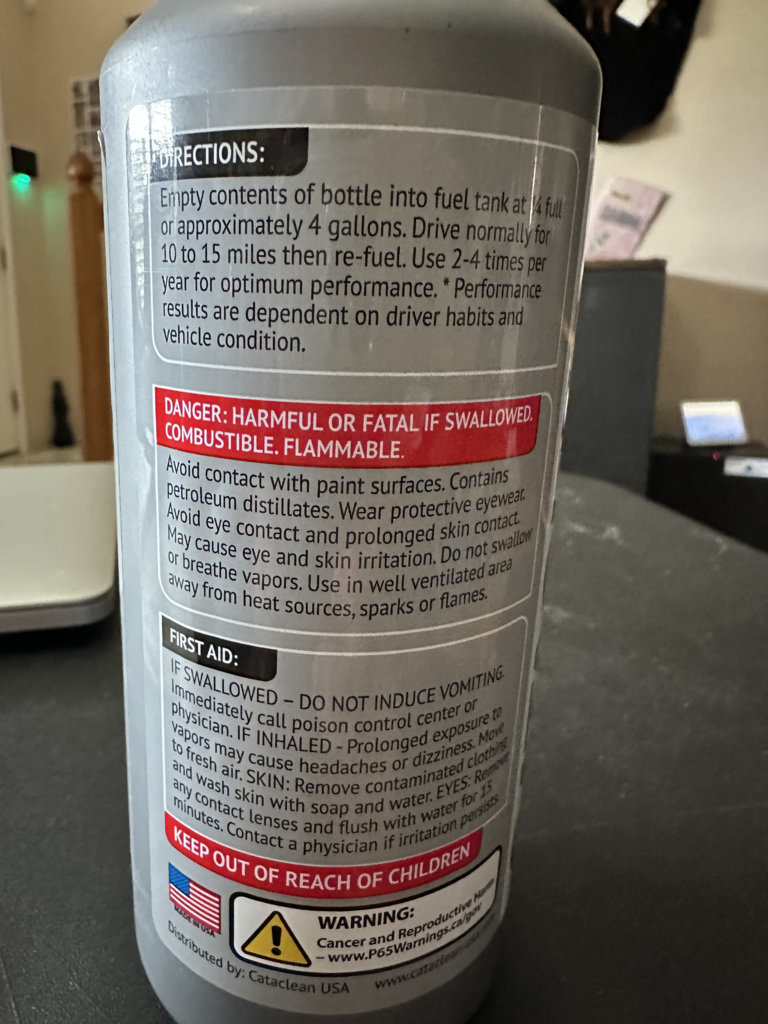 DIRECTIONS:
Empty contents of bottle into fuel tank at ¼ full
or approximately 4 gallons. Drive normally for
10 to 15 miles then re-fuel. Use 2-4 times per
year for optimum performance. * Performance
results are dependent on driver habits and
vehicle condition.
DANGER: HARMFUL OR FATAL IF SWALLOWED.
COMBUSTIBLE. FLAMMABLE.
Avoid contact with paint surfaces. Contains
petroleum distillates. Wear protective eyewear.
Avoid eye contact and prolonged skin contact.
May cause eye and skin irritation. Do not swallow
or breathe vapors. Use in well ventilated area
away from heat sources, sparks or flames.
FIRST AID:
IF SWALLOWED – DO NOT INDUCE VOMITING.
Immediately call poison control center or
physician. IF INHALED - Prolonged exposure to
vapors may cause headaches or dizziness. Move
to fresh air. SKIN: Remove contaminated clothing
and wash skin with soap and water. EYES: Remove
any contact lenses and flush with water for 15
minutes. Contact a physician if irritation persists.
KEEP OUT OF REACH OF CHILDREN
MADE IN USA
WARNING:
Cancer and Reproductive Harm
– www.P65Warnings.ca/gov
Distributed by: Cataclean USA